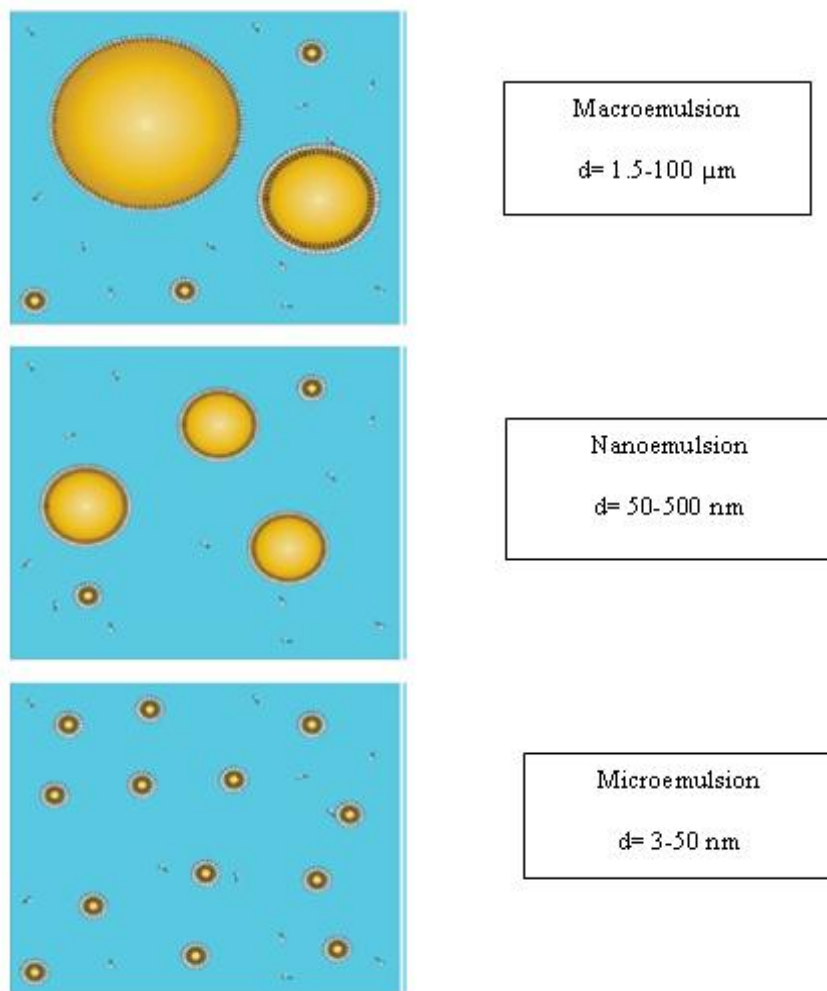 Macroemulsion
d= 1.5-100 µm
Nanoemulsion
d= 50-500 nm
Microemulsion
d= 3-50 nm